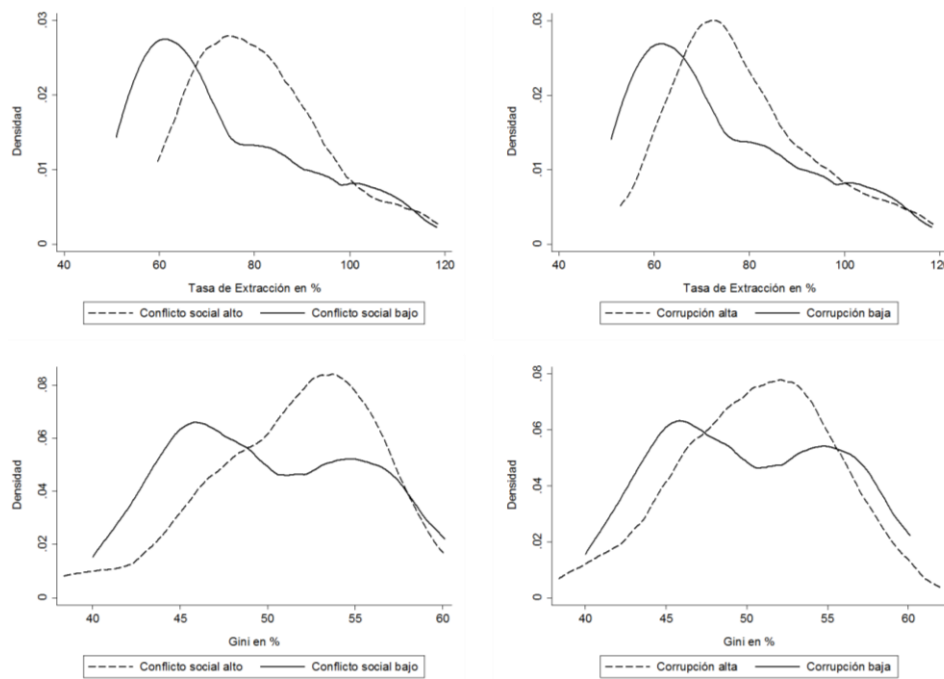 Densidad
0 .01 .02 .03
40 60 80 100 120
Tasa de Extracción en %
Conflicto social alto Conflicto social bajo
Densidad
0 .01 .02 .03
40 60 80 100 120
Tasa de Extracción en %
Corrupción alta Corrupción baja
Densidad
0 .02 .04 .06 .08
40 45 50 55 60
Gini en %
Conflicto social alto Conflicto social bajo
Densidad
0 .02 .04 .06 .08
40 45 50 55 60
Gini en %
Corrupción alta Corrupción baja